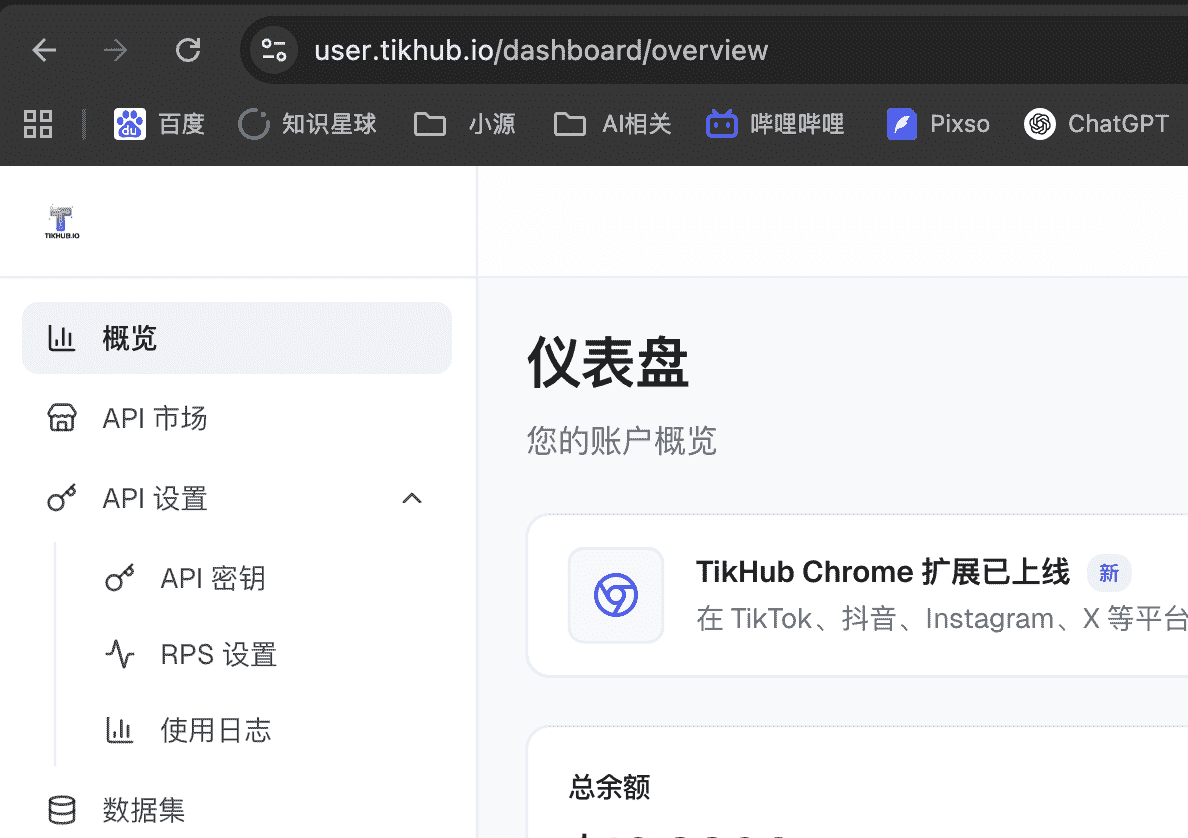 user.tikhub.io/dashboard/overview
百度 知识星球 小源 AI相关 哔哩哔哩 Pixso ChatGPT
TIKHUB.IO
概览
API 市场
API 设置
API 密钥
RPS 设置
使用日志
数据集
仪表盘
您的账户概览
TikHub Chrome 扩展已上线 新
在 TikTok、抖音、Instagram、X 等平台
总余额